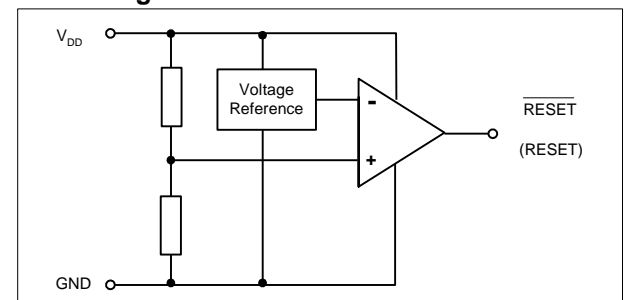 V_DD
Voltage
Reference
-
+
RESET
(RESET)
GND